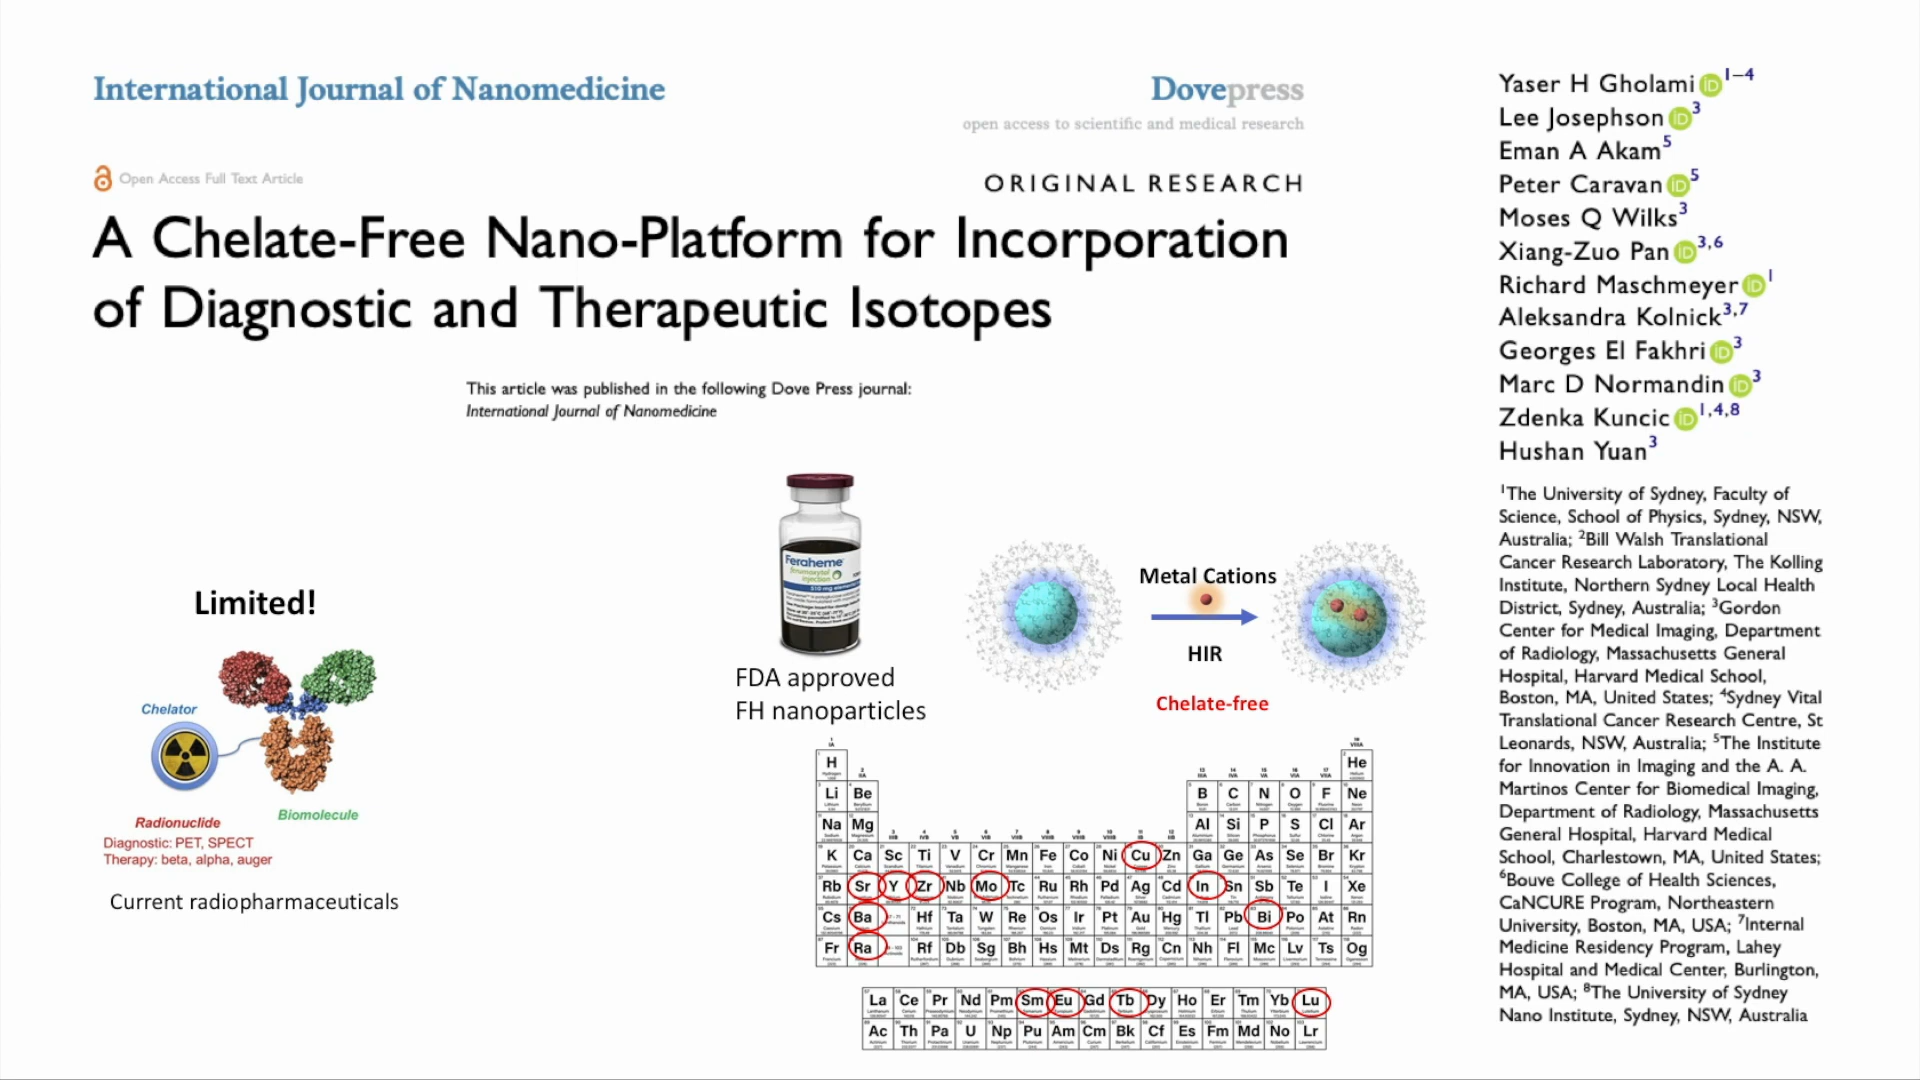 International Journal of Nanomedicine
Dovepress
open access to scientific and medical research
Open Access Full Text Article
ORIGINAL RESEARCH
A Chelate-Free Nano-Platform for Incorporation
of Diagnostic and Therapeutic Isotopes
This article was published in the following Dove Press journal:
International Journal of Nanomedicine
Yaser H Gholami iD 1–4
Lee Josephson iD 3
Eman A Akam 5
Peter Caravan iD 5
Moses Q Wilks 3
Xiang-Zuo Pan iD 3,6
Richard Maschmeyer iD 1
Aleksandra Kolnick 3,7
Georges El Fakhri iD 3
Marc D Normandin iD 3
Zdenka Kuncic iD 1,4,8
Hushan Yuan 3
1The University of Sydney, Faculty of
Science, School of Physics, Sydney, NSW,
Australia; 2Bill Walsh Translational
Cancer Research Laboratory, The Kolling
Institute, Northern Sydney Local Health
District, Sydney, Australia; 3Gordon
Center for Medical Imaging, Department
of Radiology, Massachusetts General
Hospital, Harvard Medical School,
Boston, MA, United States; 4Sydney Vital
Translational Cancer Research Centre, St
Leonards, NSW, Australia; 5The Institute
for Innovation in Imaging and the A. A.
Martinos Center for Biomedical Imaging,
Department of Radiology, Massachusetts
General Hospital, Harvard Medical
School, Charlestown, MA, United States;
6Bouve College of Health Sciences,
CaNCURE Program, Northeastern
University, Boston, MA, USA; 7Internal
Medicine Residency Program, Lahey
Hospital and Medical Center, Burlington,
MA, USA; 8The University of Sydney
Nano Institute, Sydney, NSW, Australia
Limited!
Chelator
Radionuclide
Biomolecule
Diagnostic: PET, SPECT
Therapy: beta, alpha, auger
Current radiopharmaceuticals
Feraheme
injection
FDA approved
FH nanoparticles
Metal Cations
HIR
Chelate-free
H He
Li Be B C N O F Ne
Na Mg Al Si P S Cl Ar
K Ca Sc Ti V Cr Mn Fe Co Ni Cu Zn Ga Ge As Se Br Kr
Rb Sr Y Zr Nb Mo Tc Ru Rh Pd Ag Cd In Sn Sb Te I Xe
Cs Ba Hf Ta W Re Os Ir Pt Au Hg Tl Pb Bi Po At Rn
Fr Ra Rf Db Sg Bh Hs Mt Ds Rg Cn Nh Fl Mc Lv Ts Og
La Ce Pr Nd Pm Sm Eu Gd Tb Dy Ho Er Tm Yb Lu
Ac Th Pa U Np Pu Am Cm Bk Cf Es Fm Md No Lr